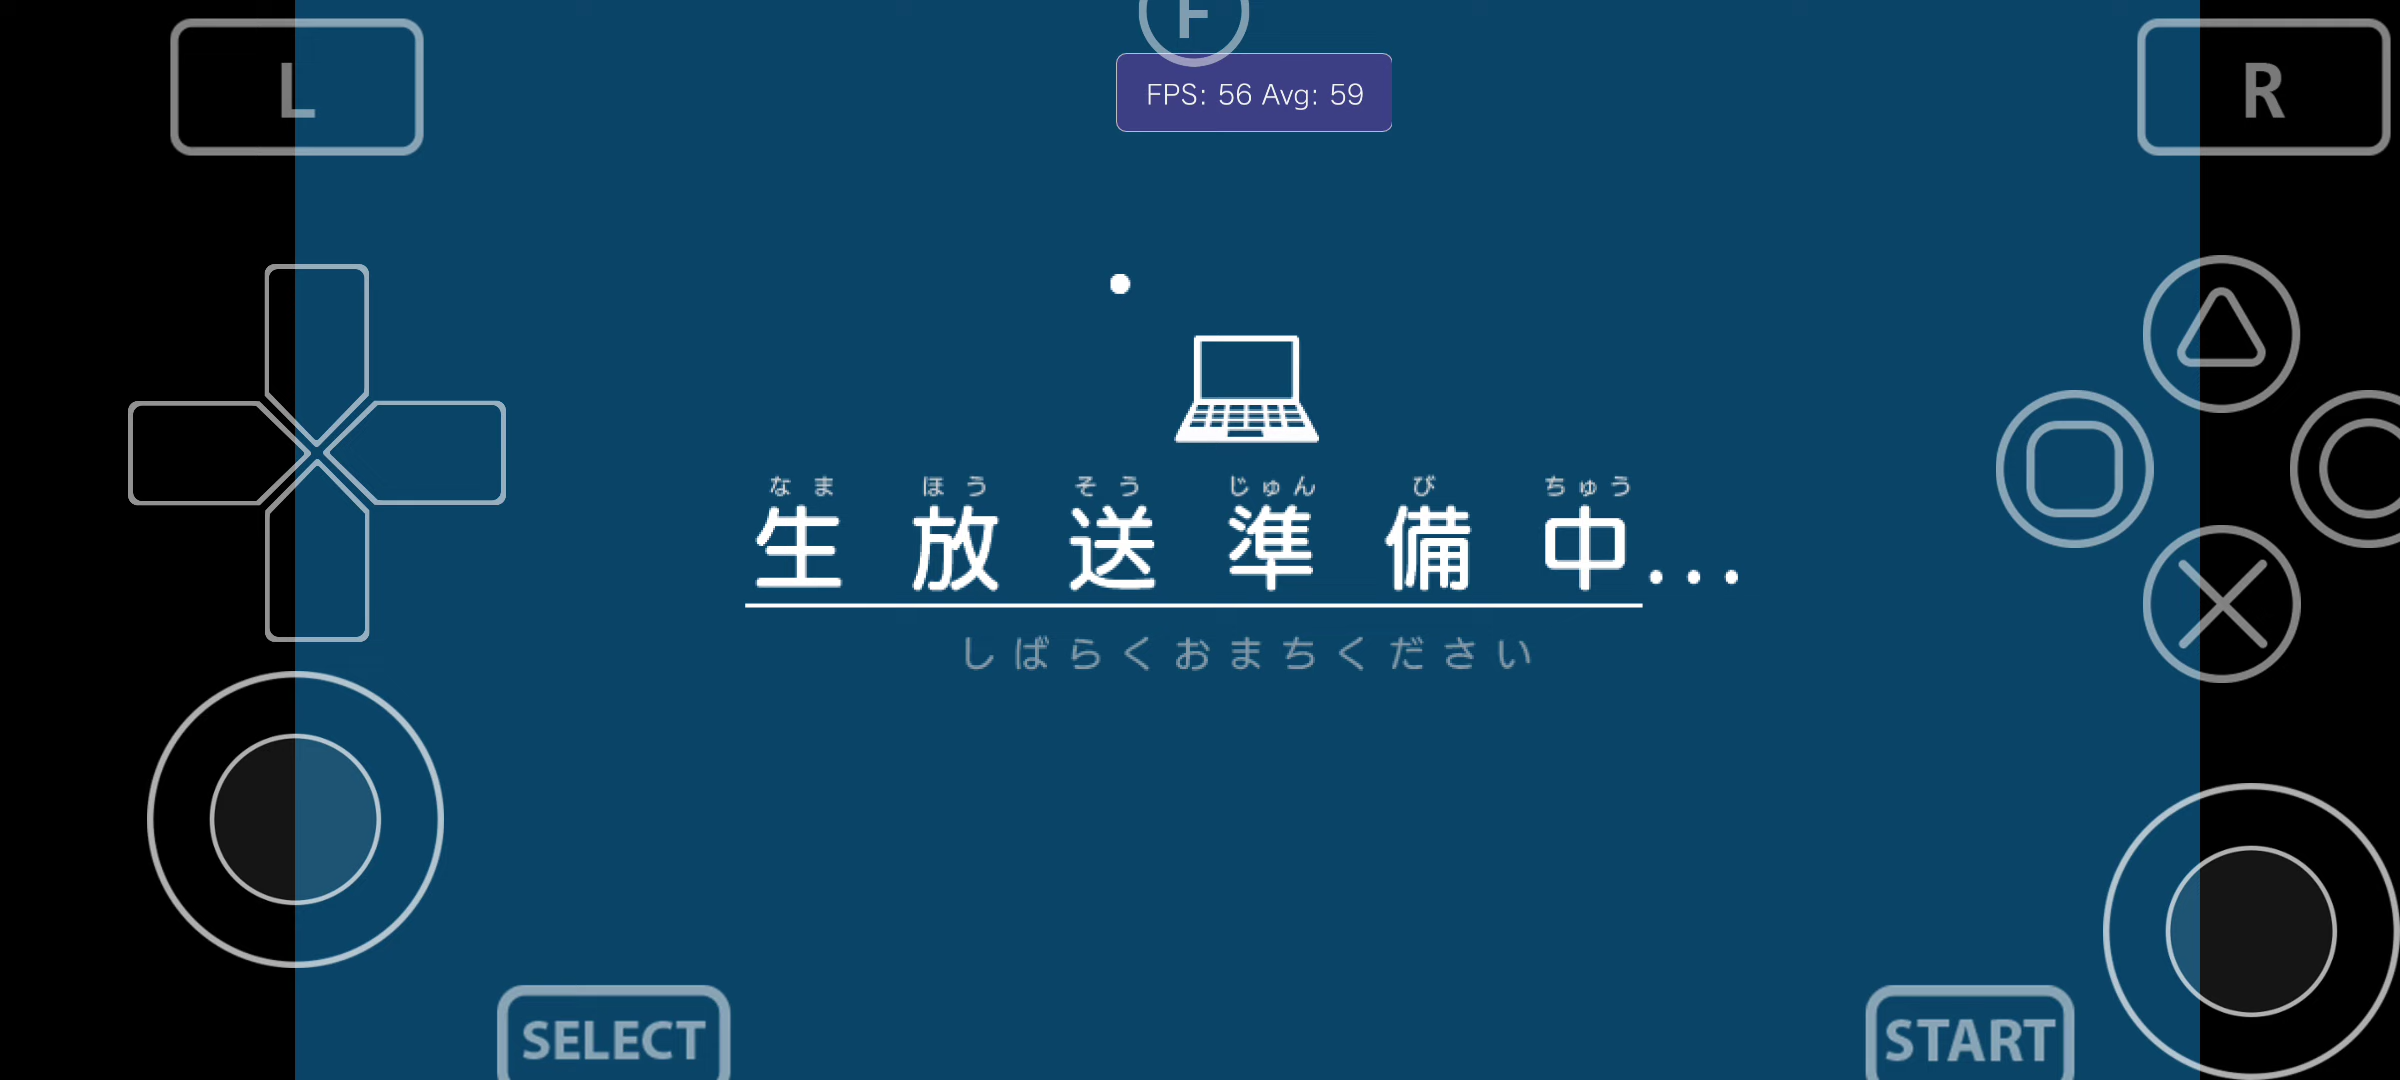 F
L
R
FPS: 56 Avg: 59
なま ほう そう じゅん び ちゅう
生放送準備中...
しばらくおまちください
SELECT
START